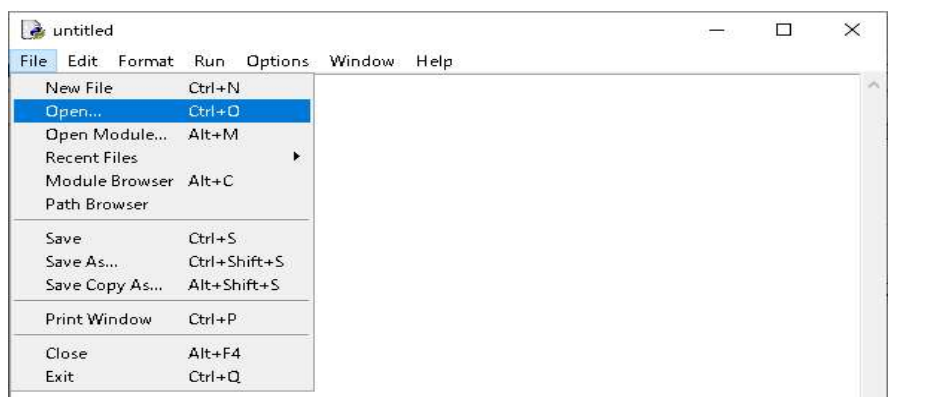 untitled
File Edit Format Run Options Window Help
New File Ctrl+N
Open... Ctrl+O
Open Module... Alt+M
Recent Files
Module Browser Alt+C
Path Browser
Save Ctrl+S
Save As... Ctrl+Shift+S
Save Copy As... Alt+Shift+S
Print Window Ctrl+P
Close Alt+F4
Exit Ctrl+Q